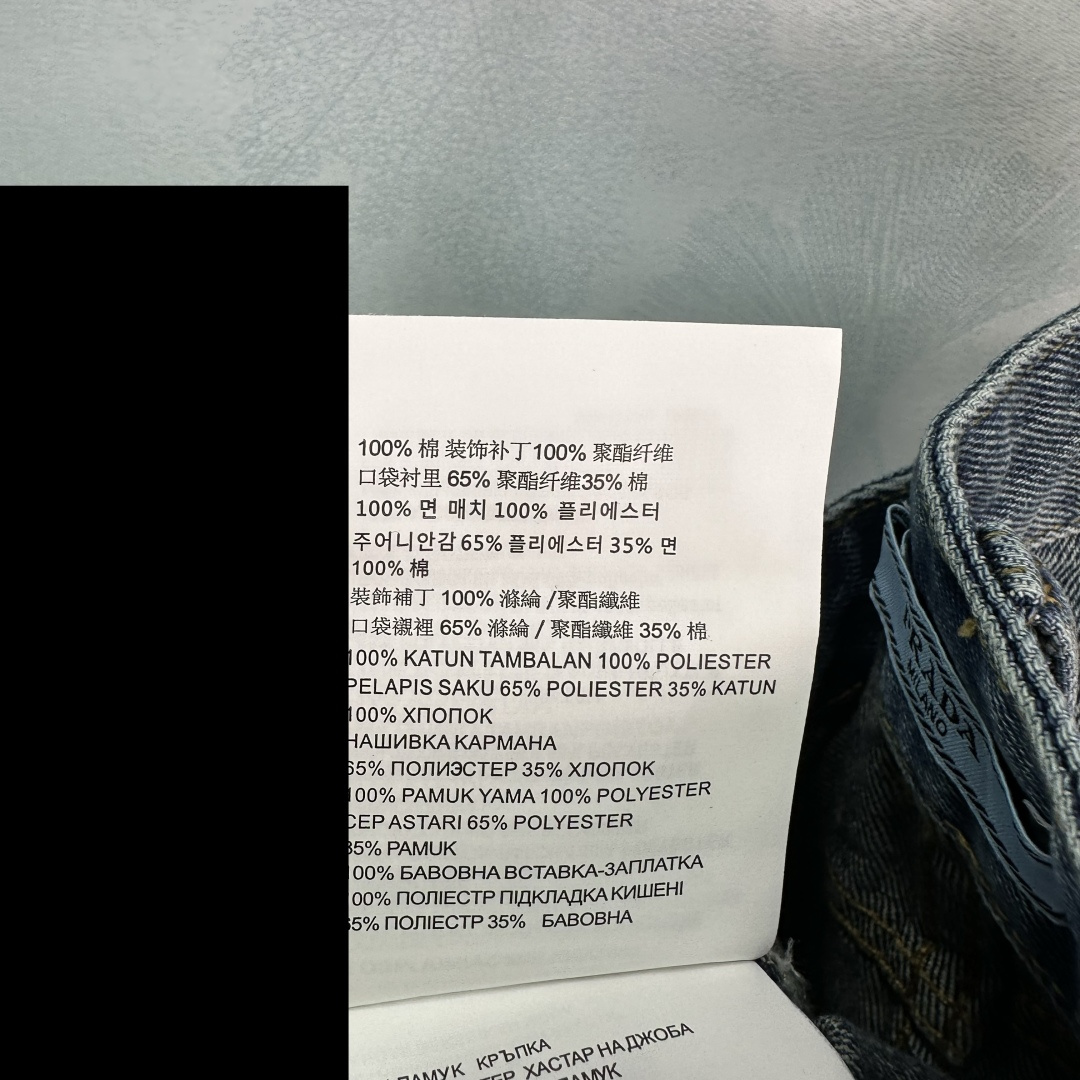 100% 棉 装饰补丁100% 聚酯纤维
口袋衬里 65% 聚酯纤维35% 棉
100% 면 매치 100% 플리에스터
주어니안감 65% 플리에스터 35% 면
100% 棉
裝飾補丁 100% 滌綸 /聚酯纖維
口袋襯裡 65% 滌綸 / 聚酯纖維 35% 棉
100% KATUN TAMBALAN 100% POLIESTER
PELAPIS SAKU 65% POLIESTER 35% KATUN
100% ХПОПОК
НАШИВКА КАРМАНА
65% ПОЛИЭСТЕР 35% ХЛОПОК
100% PAMUK YAMA 100% POLYESTER
CEP ASTARI 65% POLYESTER
35% PAMUK
100% БАВОВНА ВСТАВКА-ЗАПЛАТКА
100% ПОЛІЕСТР ПІДКЛАДКА КИШЕНІ
65% ПОЛІЕСТР 35% БАВОВНА
ПАМУК КРЪПКА
ХАСТАР НА ДЖОБА
PRADA
MILANO